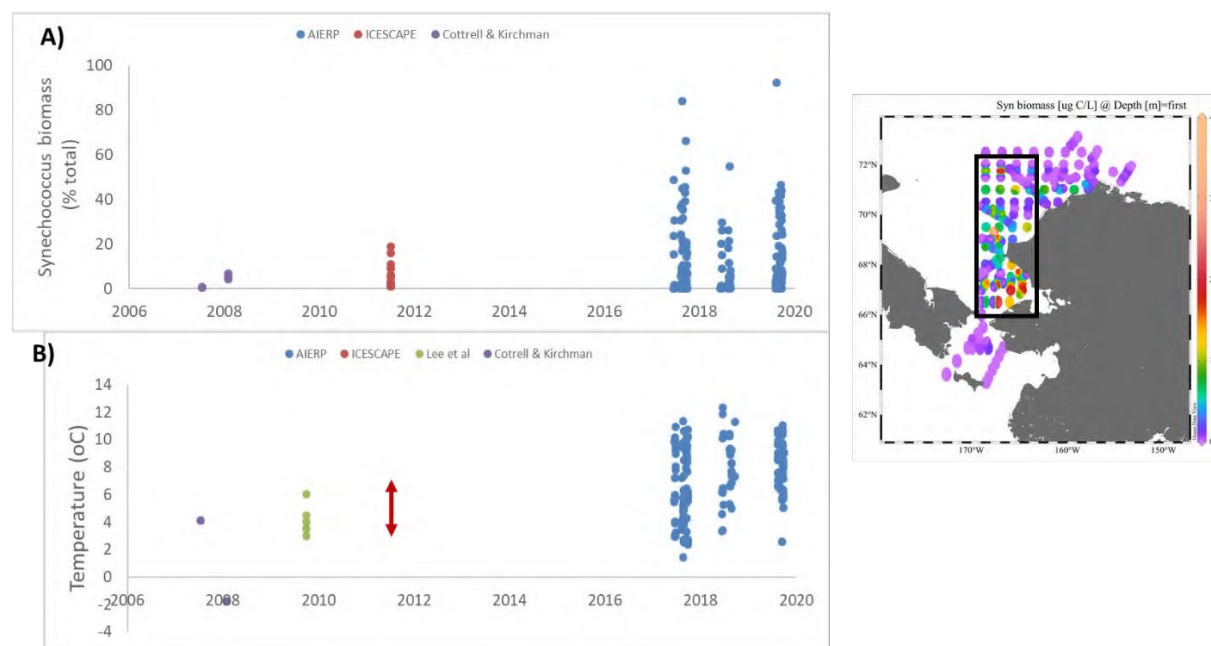 A)
AIERP ICESCAPE Cottrell & Kirchman
Synechococcus biomass
(% total)
100
80
60
40
20
0
2006 2008 2010 2012 2014 2016 2018 2020
B)
AIERP ICESCAPE Lee et al Cotrell & Kirchman
Temperature (oC)
14
12
10
8
6
4
2
0
-2
-4
2006 2008 2010 2012 2014 2016 2018 2020
Syn biomass [ug C/L] @ Depth [m]=first
72°N
70°N
68°N
66°N
64°N
62°N
170°W 160°W 150°W